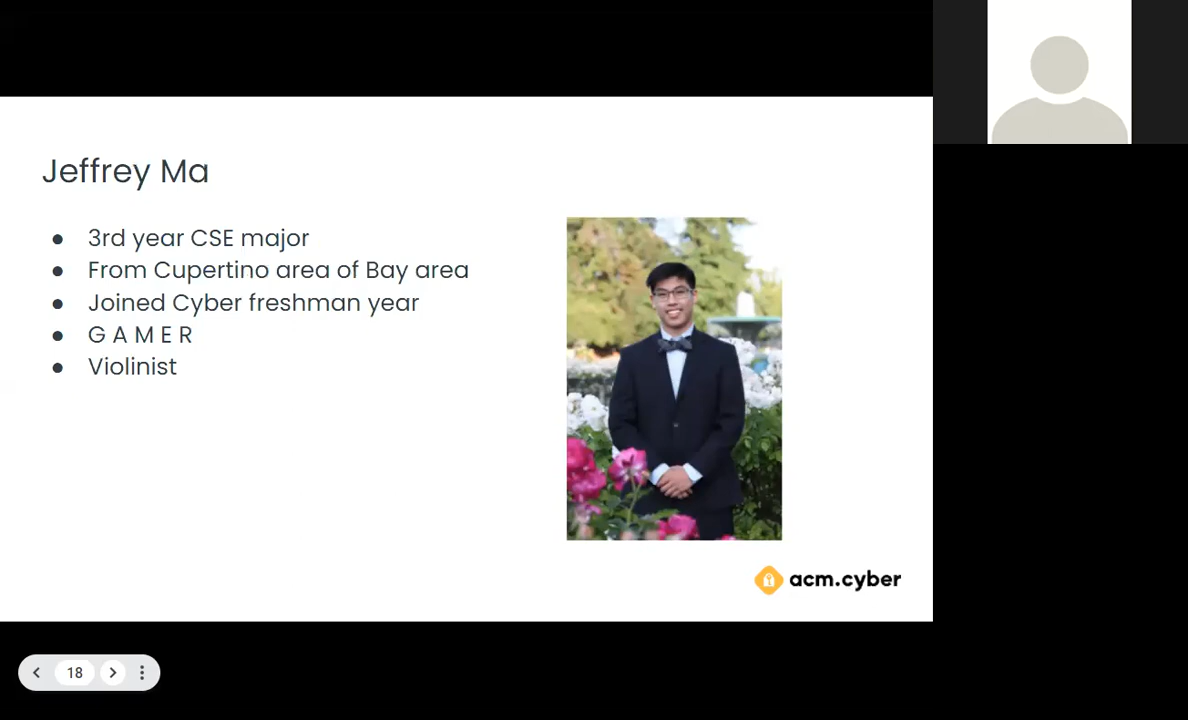 Jeffrey Ma
● 3rd year CSE major
● From Cupertino area of Bay area
● Joined Cyber freshman year
● G A M E R
● Violinist
acm.cyber
18